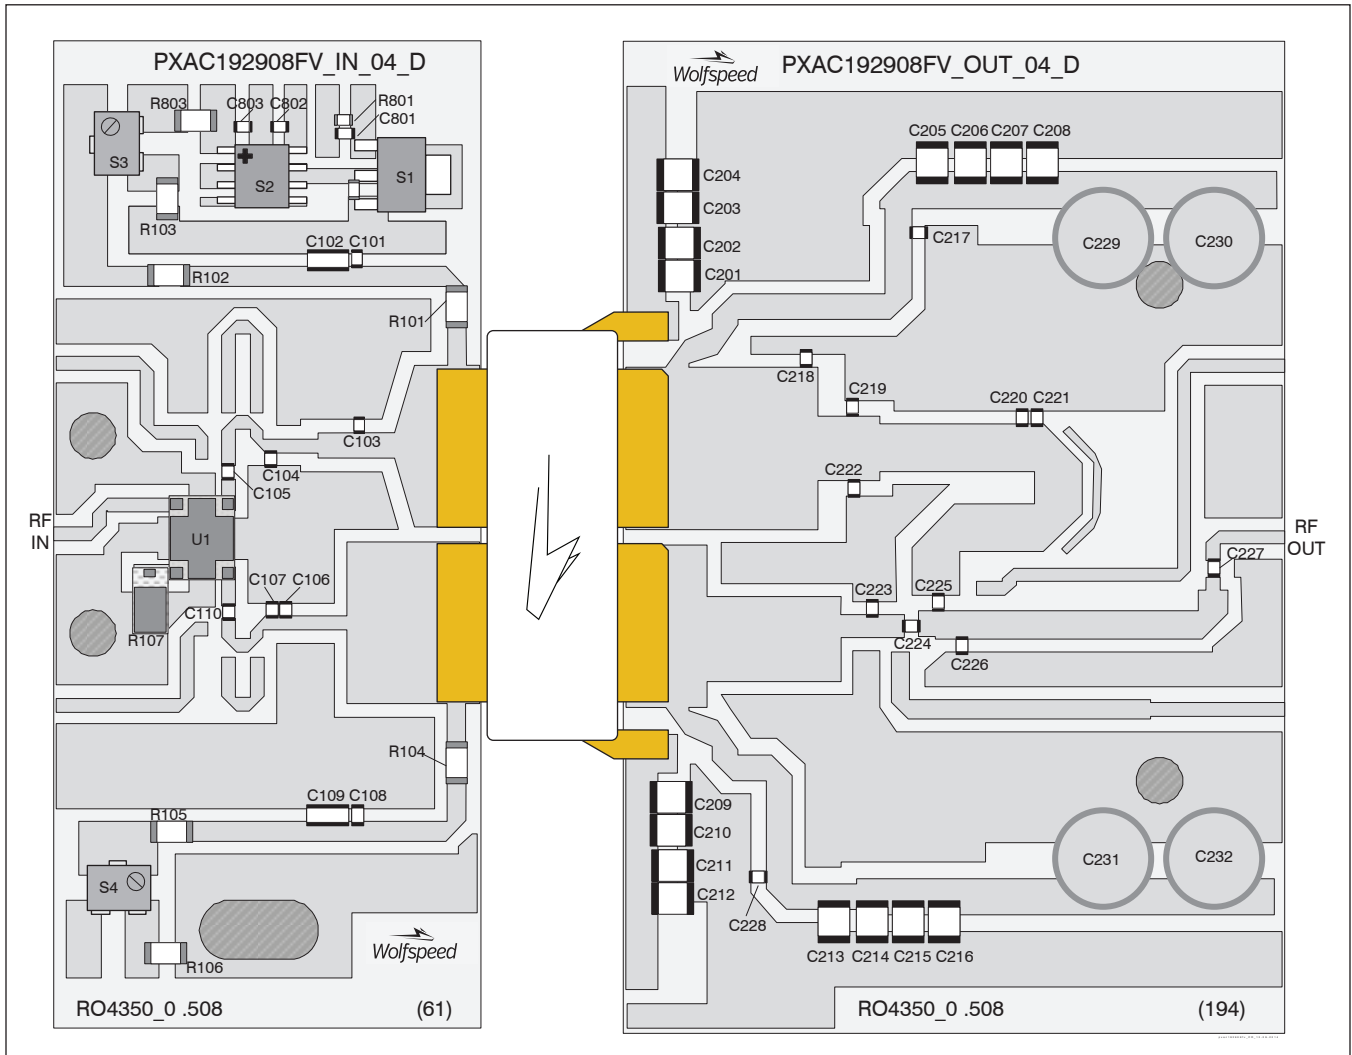 PXAC192908FV_IN_04_D
R803
C803
C802
R801
C801
S3
S2
S1
R103
C102
C101
R102
R101
C103
C104
C105
RF
IN
U1
C107
C106
C110
R107
R104
C109
C108
R105
S4
R106
Wolfspeed
RO4350_0 .508
(61)
Wolfspeed
PXAC192908FV_OUT_04_D
C205
C206
C207
C208
C204
C203
C202
C201
C217
C229
C230
C218
C219
C220
C221
C222
RF
OUT
C227
C223
C225
C224
C226
C209
C210
C211
C212
C228
C213
C214
C215
C216
C231
C232
RO4350_0 .508
(194)